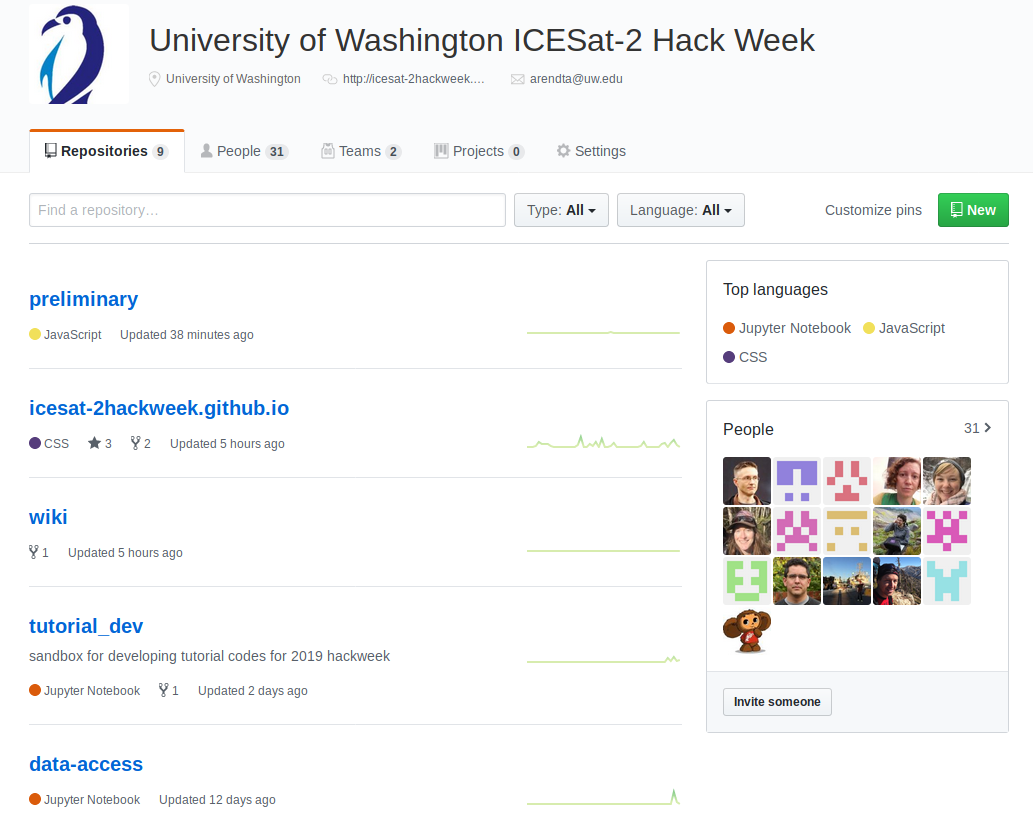 University of Washington ICESat-2 Hack Week
University of Washington http://icesat-2hackweek.… arendta@uw.edu
Repositories 9 People 31 Teams 2 Projects 0 Settings
Find a repository… Type: All Language: All Customize pins New
preliminary
JavaScript Updated 38 minutes ago
icesat-2hackweek.github.io
CSS 3 2 Updated 5 hours ago
wiki
1 Updated 5 hours ago
tutorial_dev
sandbox for developing tutorial codes for 2019 hackweek
Jupyter Notebook 1 Updated 2 days ago
data-access
Jupyter Notebook Updated 12 days ago
Top languages
Jupyter Notebook JavaScript
CSS
People 31
Invite someone